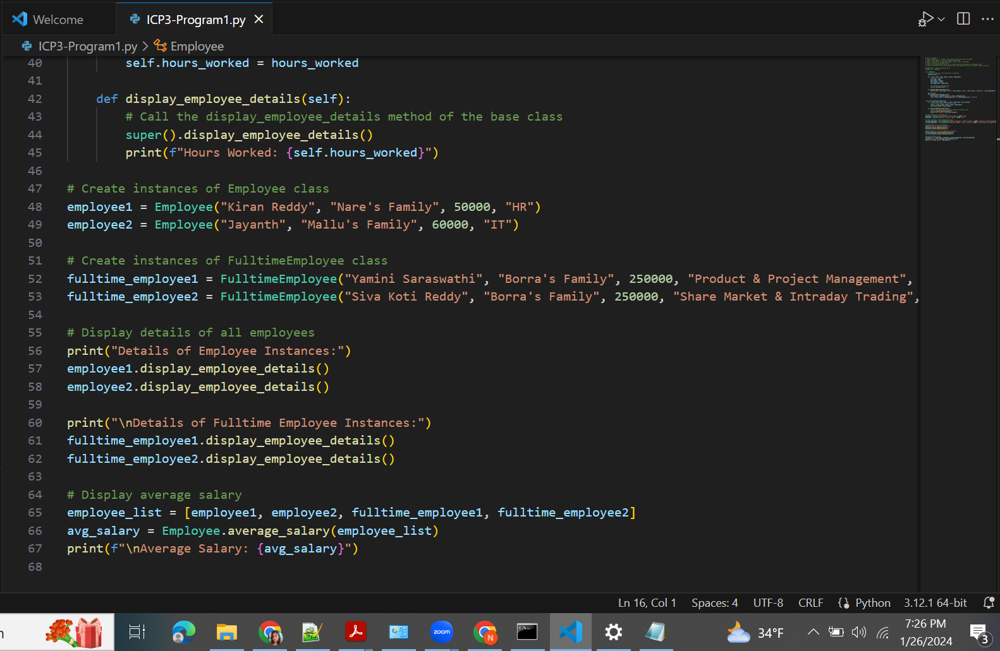 Welcome
ICP3-Program1.py
ICP3-Program1.py > Employee
40 self.hours_worked = hours_worked
41
42 def display_employee_details(self):
43 # Call the display_employee_details method of the base class
44 super().display_employee_details()
45 print(f"Hours Worked: {self.hours_worked}")
46
47 # Create instances of Employee class
48 employee1 = Employee("Kiran Reddy", "Nare's Family", 50000, "HR")
49 employee2 = Employee("Jayanth", "Mallu's Family", 60000, "IT")
50
51 # Create instances of FulltimeEmployee class
52 fulltime_employee1 = FulltimeEmployee("Yamini Saraswathi", "Borra's Family", 250000, "Product & Project Management",
53 fulltime_employee2 = FulltimeEmployee("Siva Koti Reddy", "Borra's Family", 250000, "Share Market & Intraday Trading",
54
55 # Display details of all employees
56 print("Details of Employee Instances:")
57 employee1.display_employee_details()
58 employee2.display_employee_details()
59
60 print("\nDetails of Fulltime Employee Instances:")
61 fulltime_employee1.display_employee_details()
62 fulltime_employee2.display_employee_details()
63
64 # Display average salary
65 employee_list = [employee1, employee2, fulltime_employee1, fulltime_employee2]
66 avg_salary = Employee.average_salary(employee_list)
67 print(f"\nAverage Salary: {avg_salary}")
68
Ln 16, Col 1 Spaces: 4 UTF-8 CRLF Python 3.12.1 64-bit
zoom
N
34°F
7:26 PM
1/26/2024
3